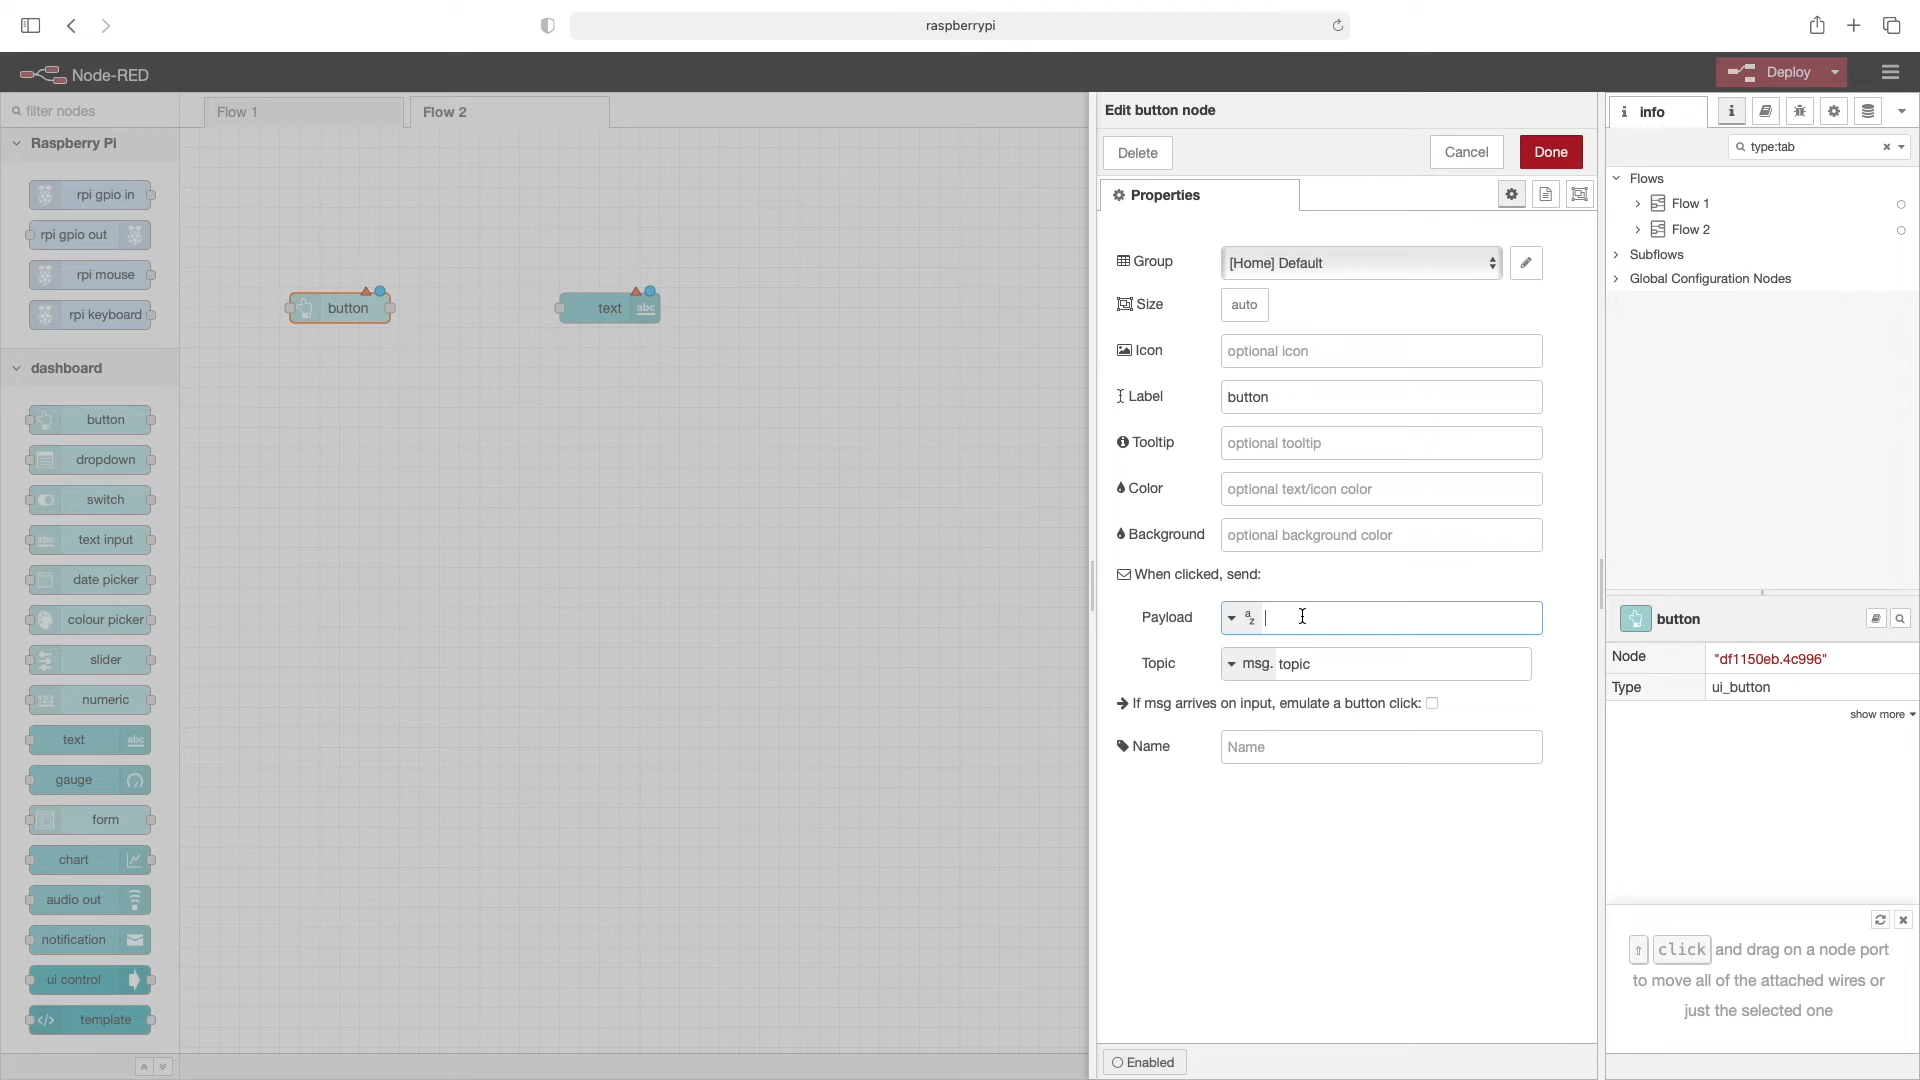 raspberrypi
Node-RED
Deploy
filter nodes
Raspberry Pi
rpi gpio in
rpi gpio out
rpi mouse
rpi keyboard
dashboard
button
dropdown
switch
abc text input
date picker
colour picker
slider
123 numeric
text abc
gauge
form
chart
audio out
notification
ui control
</> template
Flow 1
Flow 2
button
text abc
Edit button node
Delete
Cancel
Done
Properties
Group [Home] Default
Size auto
Icon optional icon
Label button
Tooltip optional tooltip
Color optional text/icon color
Background optional background color
When clicked, send:
Payload a z
Topic msg. topic
If msg arrives on input, emulate a button click:
Name Name
Enabled
i info
type:tab
Flows
Flow 1
Flow 2
Subflows
Global Configuration Nodes
button
Node "df1150eb.4c996"
Type ui_button
show more
⇧ click and drag on a node port
to move all of the attached wires or
just the selected one